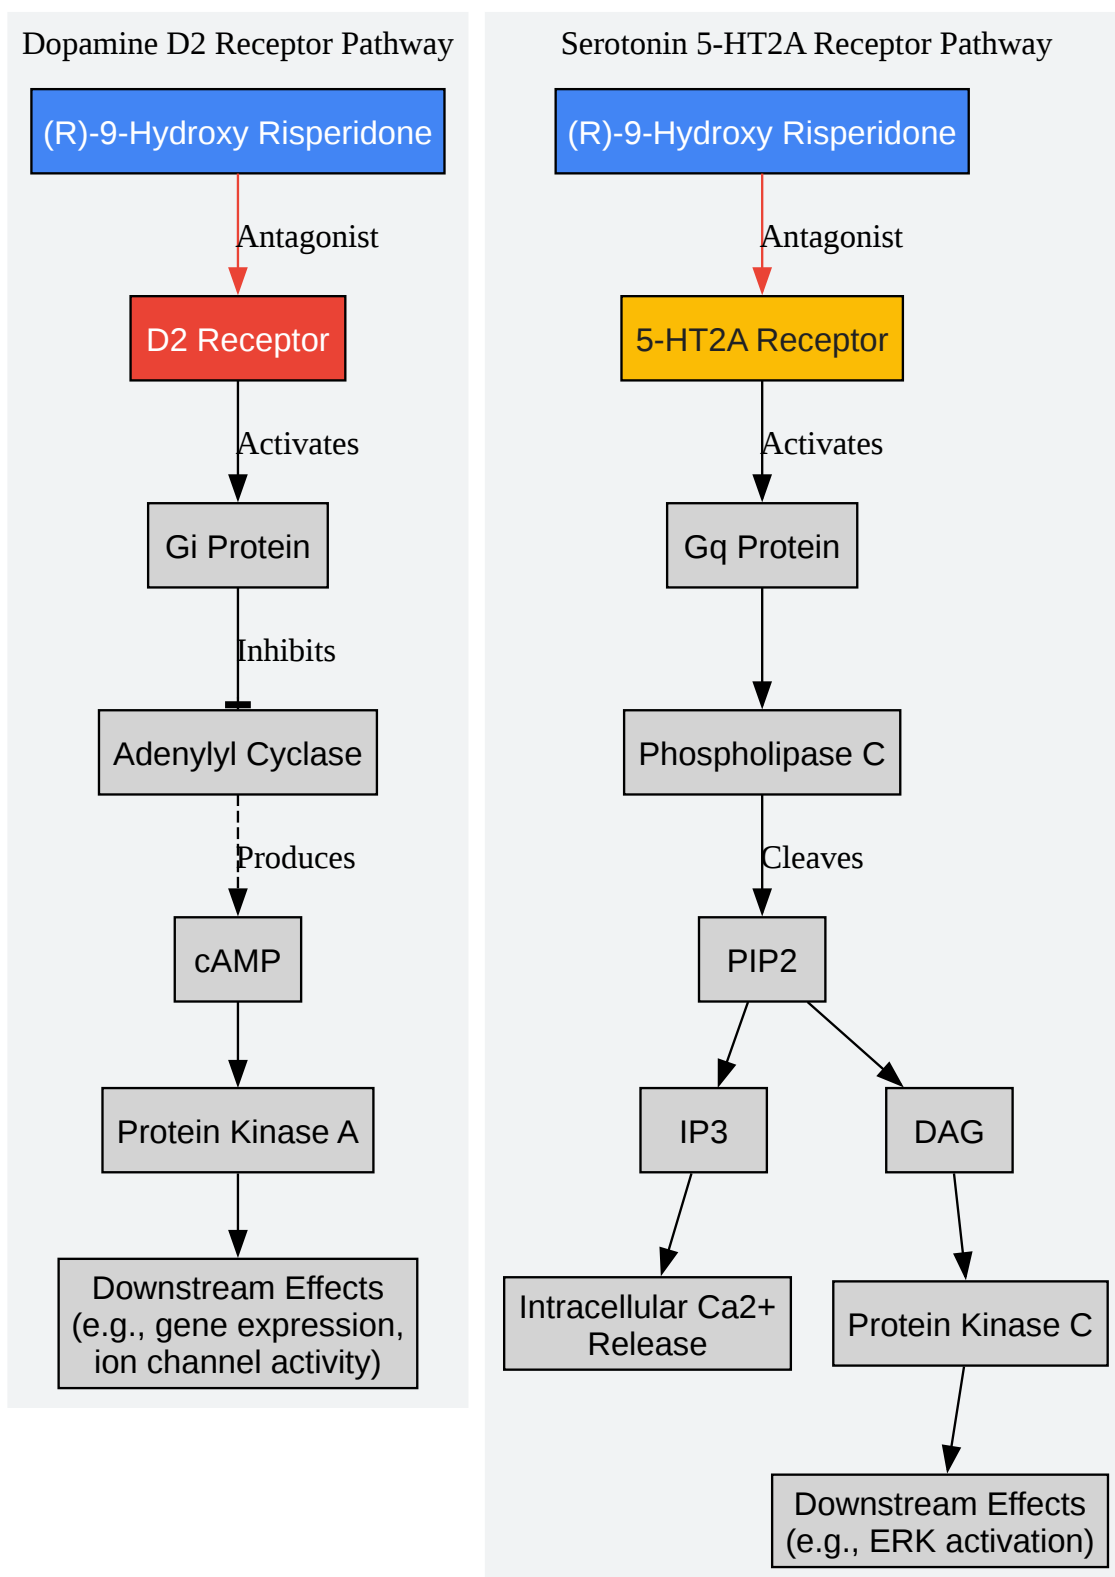 Dopamine D2 Receptor Pathway
(R)-9-Hydroxy Risperidone
Antagonist
D2 Receptor
Activates
Gi Protein
Inhibits
Adenylyl Cyclase
Produces
cAMP
Protein Kinase A
Downstream Effects
(e.g., gene expression,
ion channel activity)
Serotonin 5-HT2A Receptor Pathway
(R)-9-Hydroxy Risperidone
Antagonist
5-HT2A Receptor
Activates
Gq Protein
Phospholipase C
Cleaves
PIP2
IP3
DAG
Intracellular Ca2+
Release
Protein Kinase C
Downstream Effects
(e.g., ERK activation)